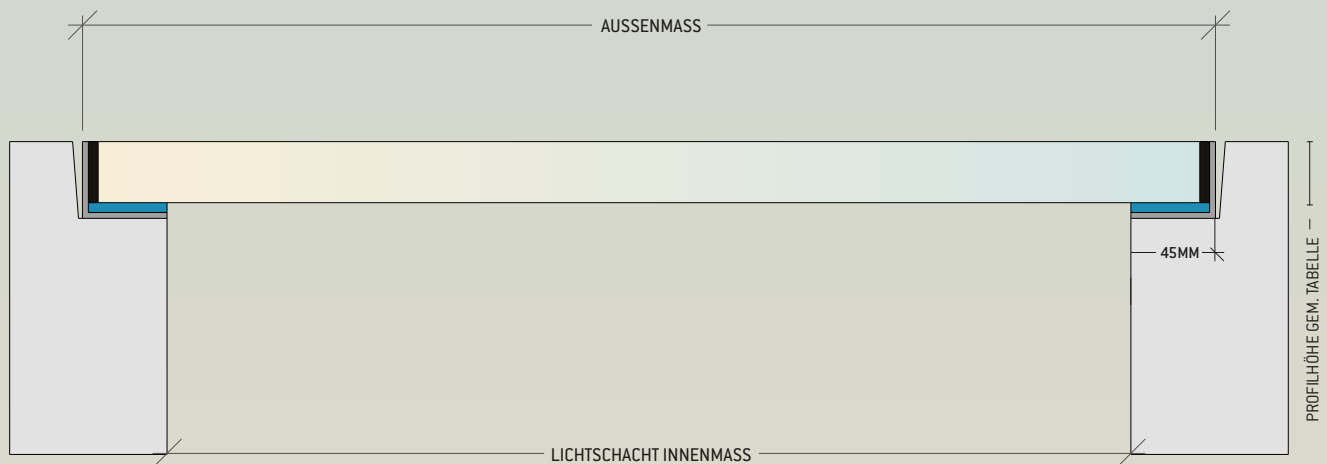 AUSSENMASS
45MM
PROFILHÖHE GEM. TABELLE
LICHTSCHACHT INNENMASS